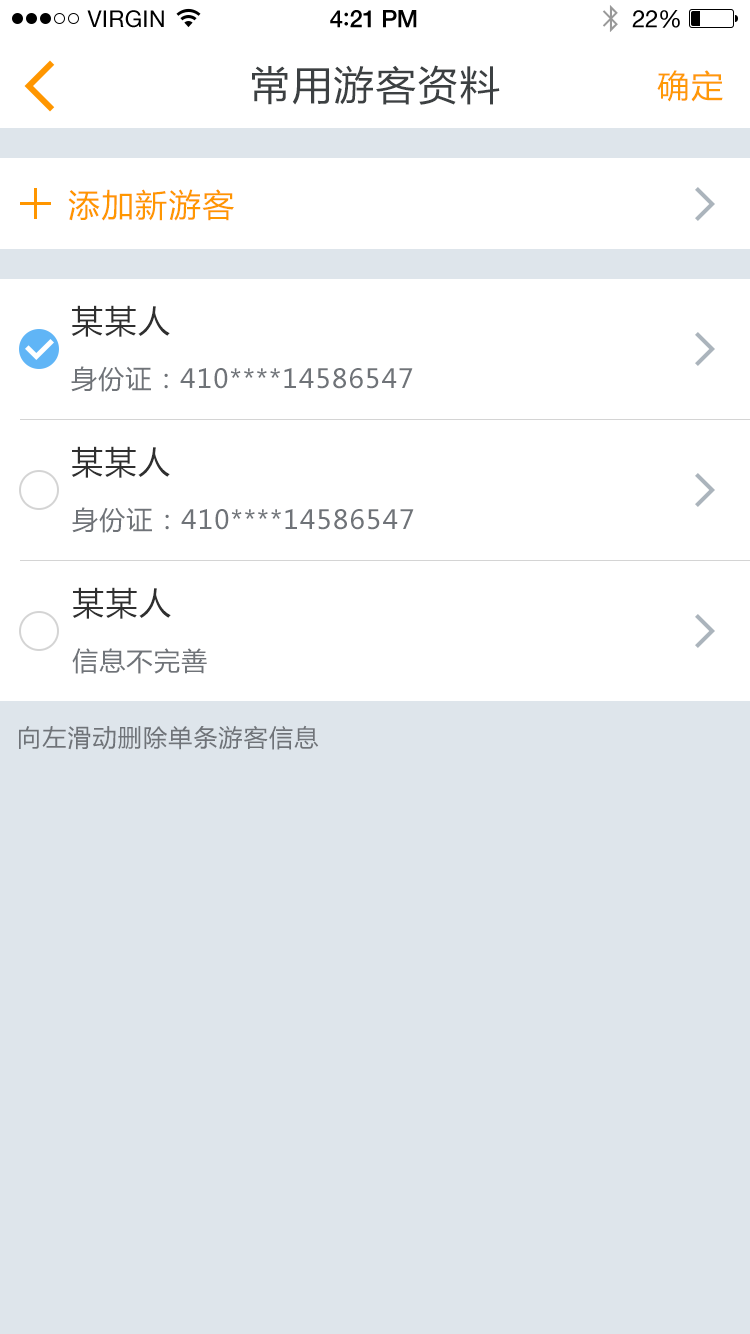 VIRGIN 4:21 PM 22%
常用游客资料 确定
添加新游客
某某人
身份证：410****14586547
某某人
身份证：410****14586547
某某人
信息不完善
向左滑动删除单条游客信息